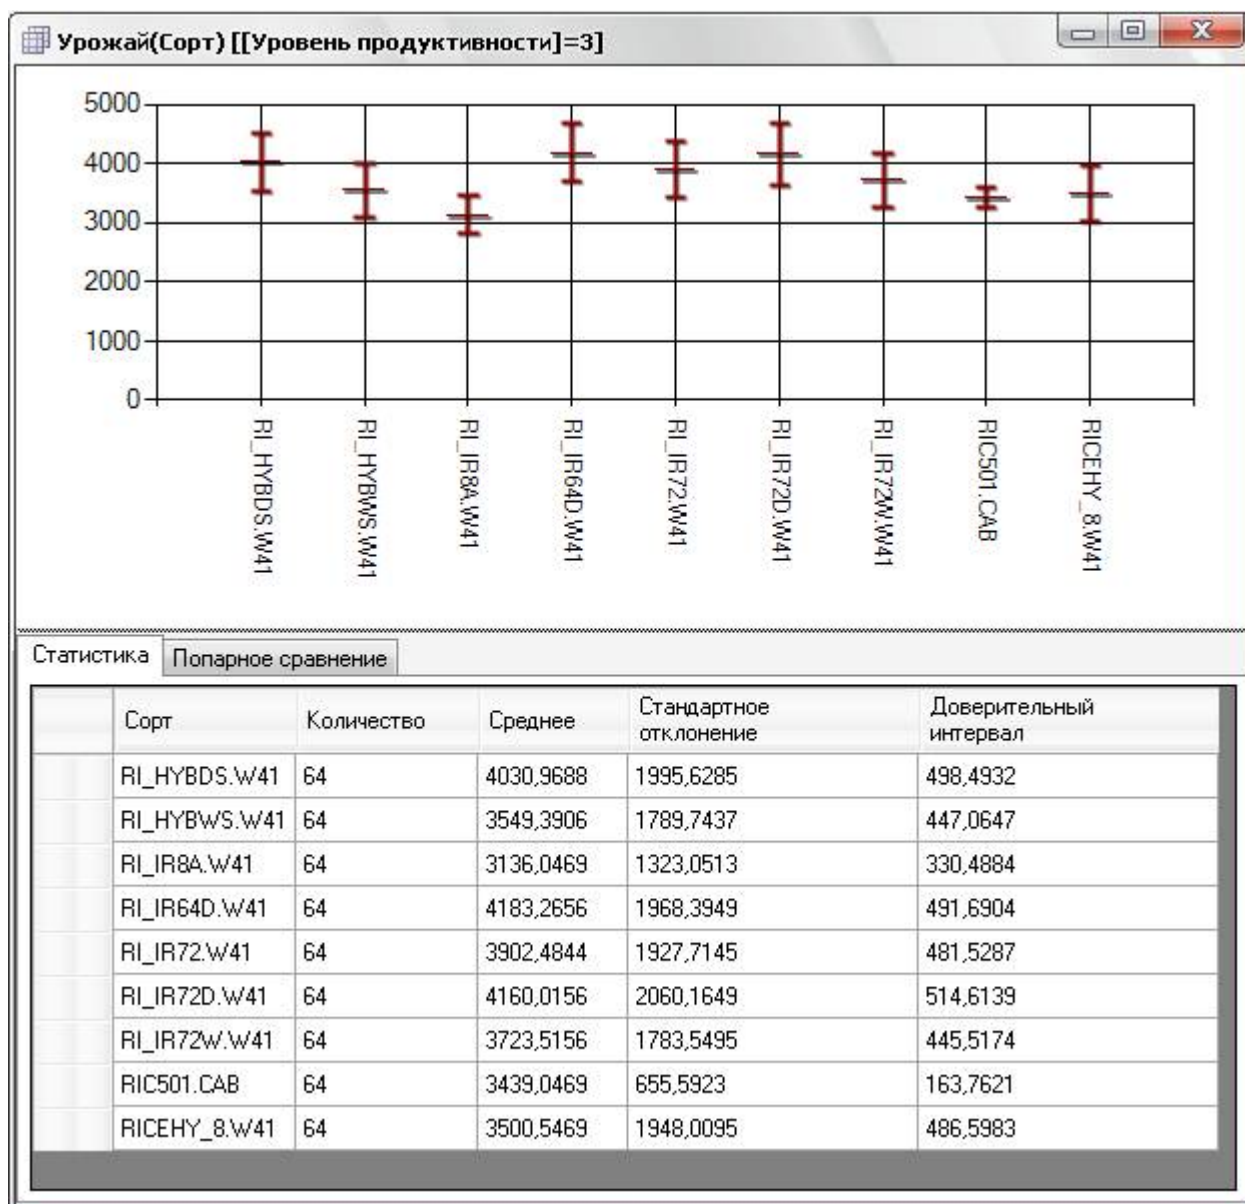 Урожай(Сорт) [[Уровень продуктивности]=3]
5000
4000
3000
2000
1000
0
RI_HYBDS.W41
RI_HYBWS.W41
RI_IR8A.W41
RI_IR64D.W41
RI_IR72.W41
RI_IR72D.W41
RI_IR72W.W41
RIC501.CAB
RICEHY_8.W41
Статистика Попарное сравнение
Сорт Количество Среднее Стандартное отклонение Доверительный интервал
RI_HYBDS.W41 64 4030,9688 1995,6285 498,4932
RI_HYBWS.W41 64 3549,3906 1789,7437 447,0647
RI_IR8A.W41 64 3136,0469 1323,0513 330,4884
RI_IR64D.W41 64 4183,2656 1968,3949 491,6904
RI_IR72.W41 64 3902,4844 1927,7145 481,5287
RI_IR72D.W41 64 4160,0156 2060,1649 514,6139
RI_IR72W.W41 64 3723,5156 1783,5495 445,5174
RIC501.CAB 64 3439,0469 655,5923 163,7621
RICEHY_8.W41 64 3500,5469 1948,0095 486,5983